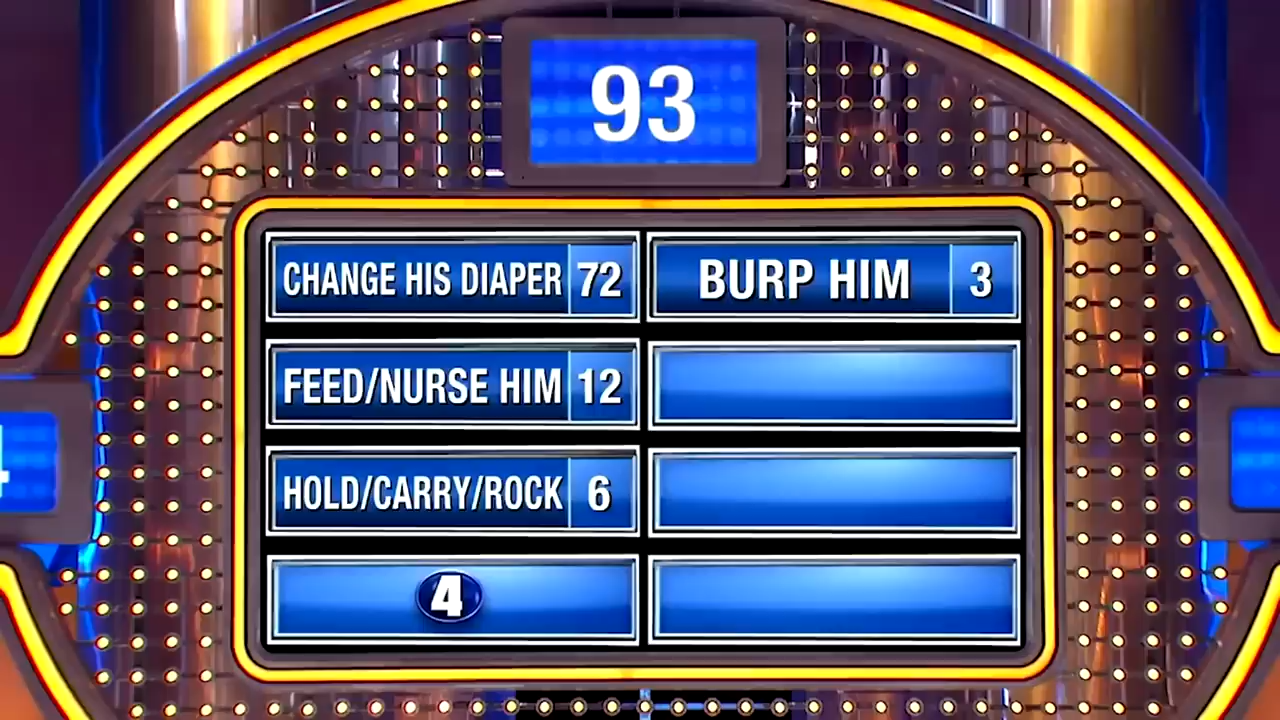 93
CHANGE HIS DIAPER 72
BURP HIM 3
FEED/NURSE HIM 12
HOLD/CARRY/ROCK 6
4